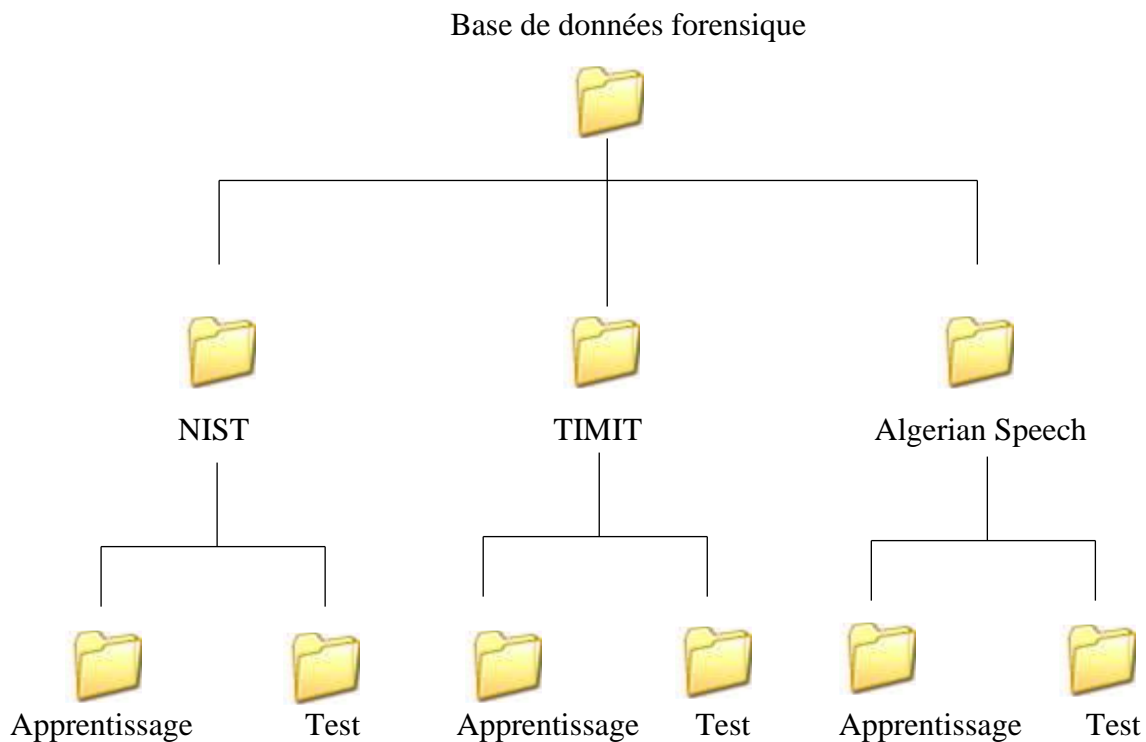 Base de données forensique
NIST
TIMIT
Algerian Speech
Apprentissage
Test
Apprentissage
Test
Apprentissage
Test